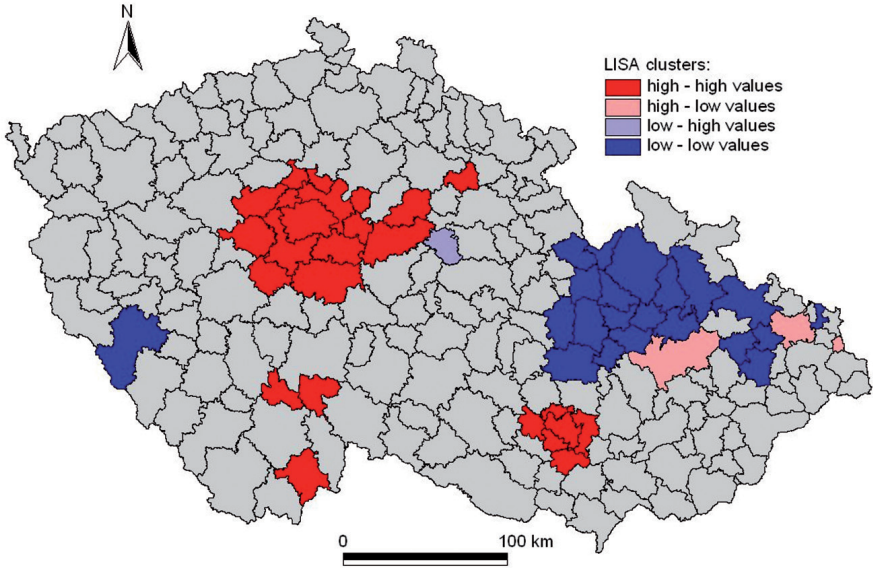 N
LISA clusters:
high - high values
high - low values
low - high values
low - low values
0 100 km